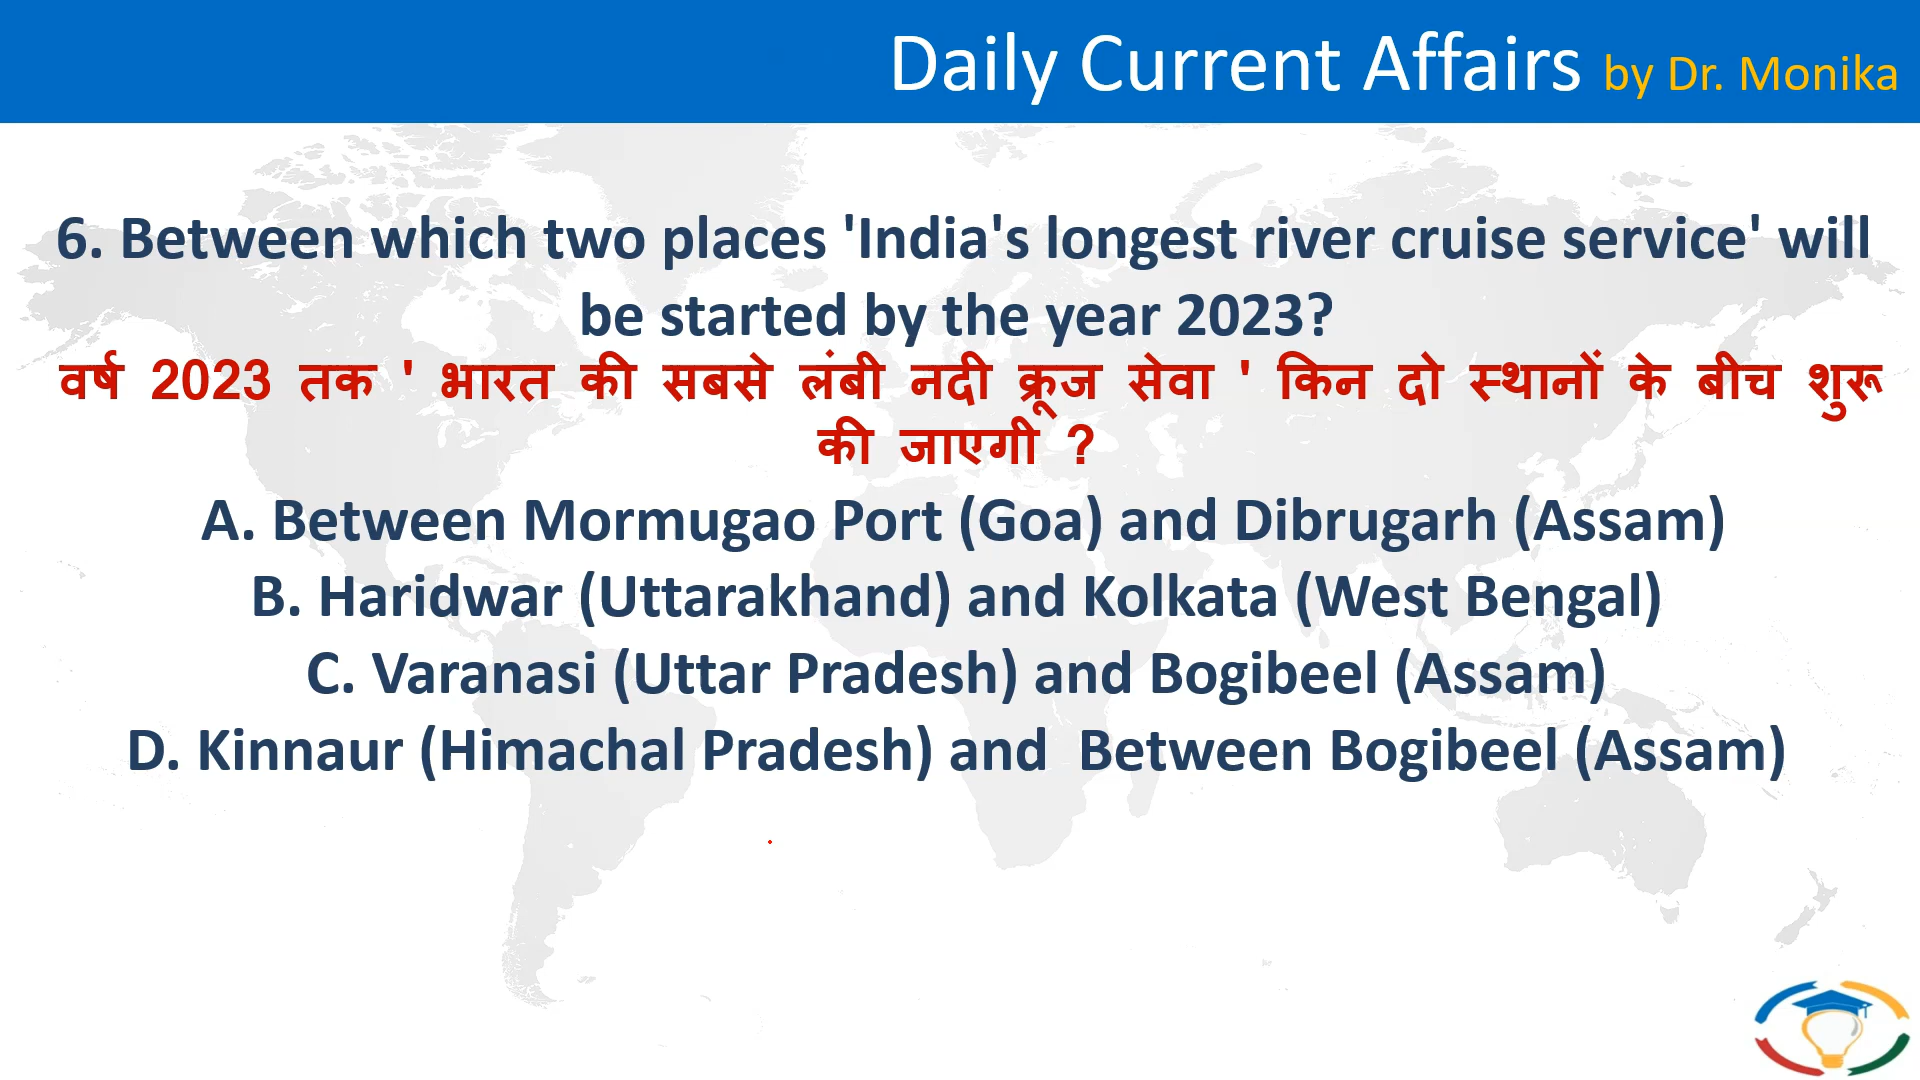 Daily Current Affairs by Dr. Monika
6. Between which two places 'India's longest river cruise service' will
be started by the year 2023?
वर्ष 2023 तक ' भारत की सबसे लंबी नदी क्रूज सेवा ' किन दो स्थानों के बीच शुरू
की जाएगी ?
A. Between Mormugao Port (Goa) and Dibrugarh (Assam)
B. Haridwar (Uttarakhand) and Kolkata (West Bengal)
C. Varanasi (Uttar Pradesh) and Bogibeel (Assam)
D. Kinnaur (Himachal Pradesh) and  Between Bogibeel (Assam)